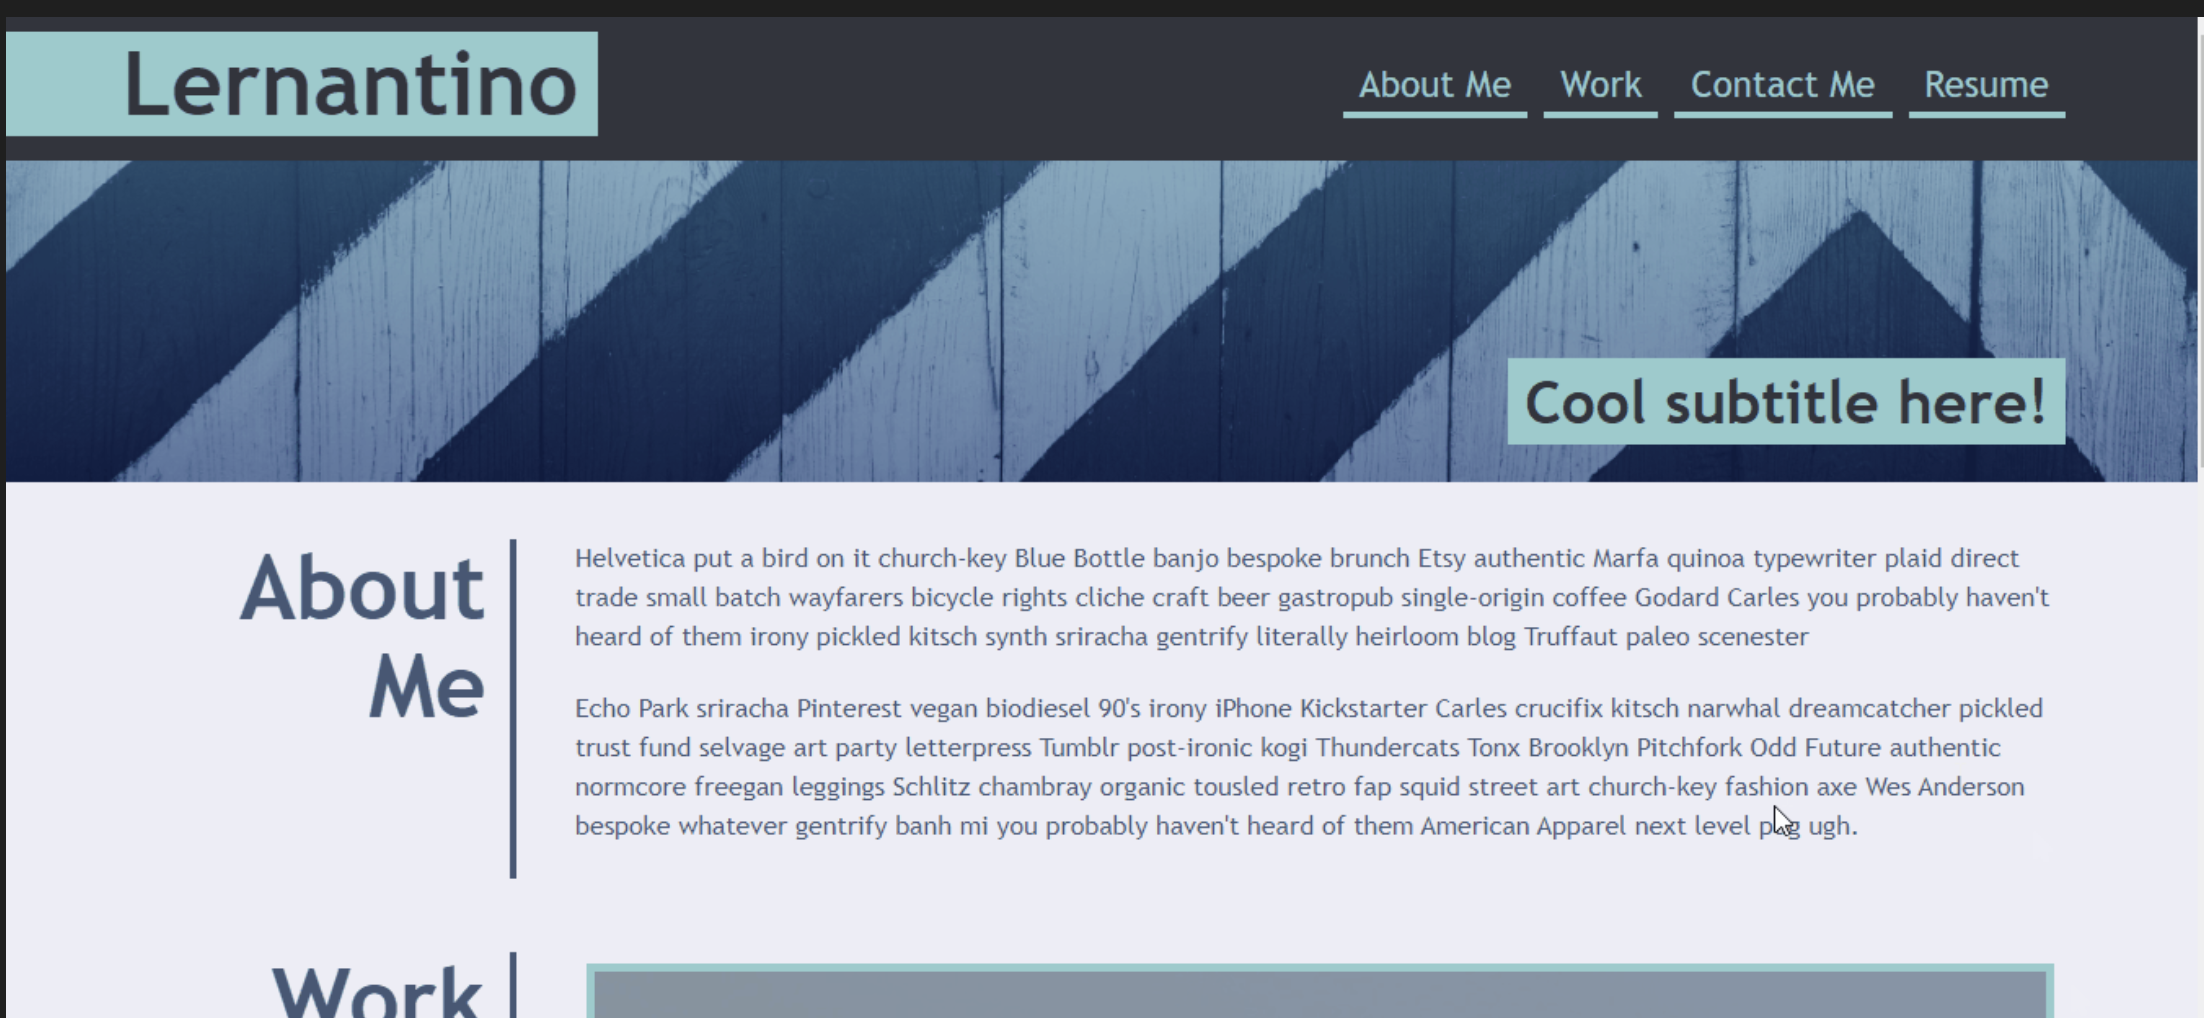 Lernantino
About Me
Work
Contact Me
Resume
Cool subtitle here!
About
Me
Helvetica put a bird on it church-key Blue Bottle banjo bespoke brunch Etsy authentic Marfa quinoa typewriter plaid direct
trade small batch wayfarers bicycle rights cliche craft beer gastropub single-origin coffee Godard Carles you probably haven't
heard of them irony pickled kitsch synth sriracha gentrify literally heirloom blog Truffaut paleo scenester
Echo Park sriracha Pinterest vegan biodiesel 90's irony iPhone Kickstarter Carles crucifix kitsch narwhal dreamcatcher pickled
trust fund selvage art party letterpress Tumblr post-ironic kogi Thundercats Tonx Brooklyn Pitchfork Odd Future authentic
normcore freegan leggings Schlitz chambray organic tousled retro fap squid street art church-key fashion axe Wes Anderson
bespoke whatever gentrify banh mi you probably haven't heard of them American Apparel next level ugh.
Work